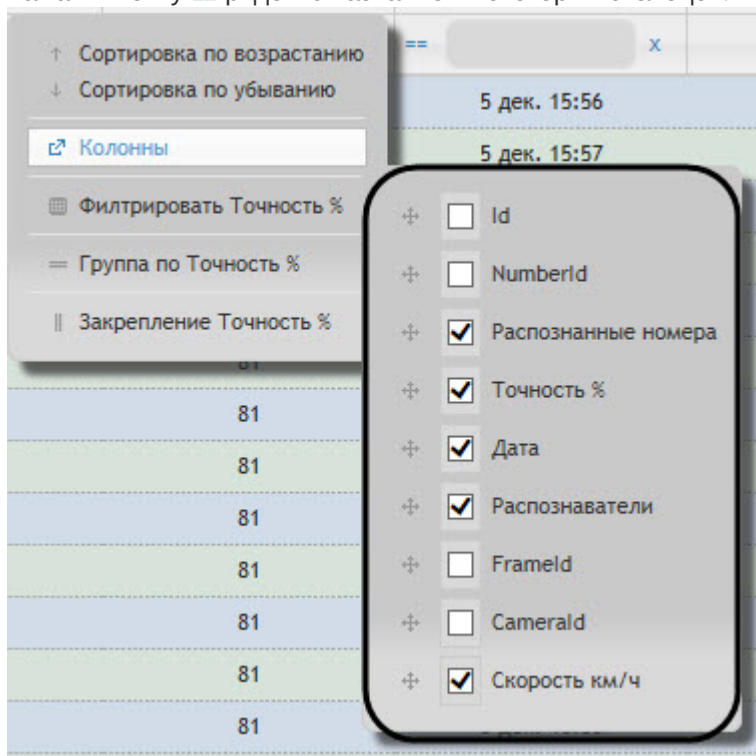 Сортировка по возрастанию
Сортировка по убыванию
Колонны
Филтрировать Точность %
Группа по Точность %
Закрепление Точность %
== x
5 дек. 15:56
5 дек. 15:57
Id
NumberId
Распознанные номера
Точность %
Дата
Распознаватели
FrameId
CameraId
Скорость км/ч
81
81
81
81
81
81
81